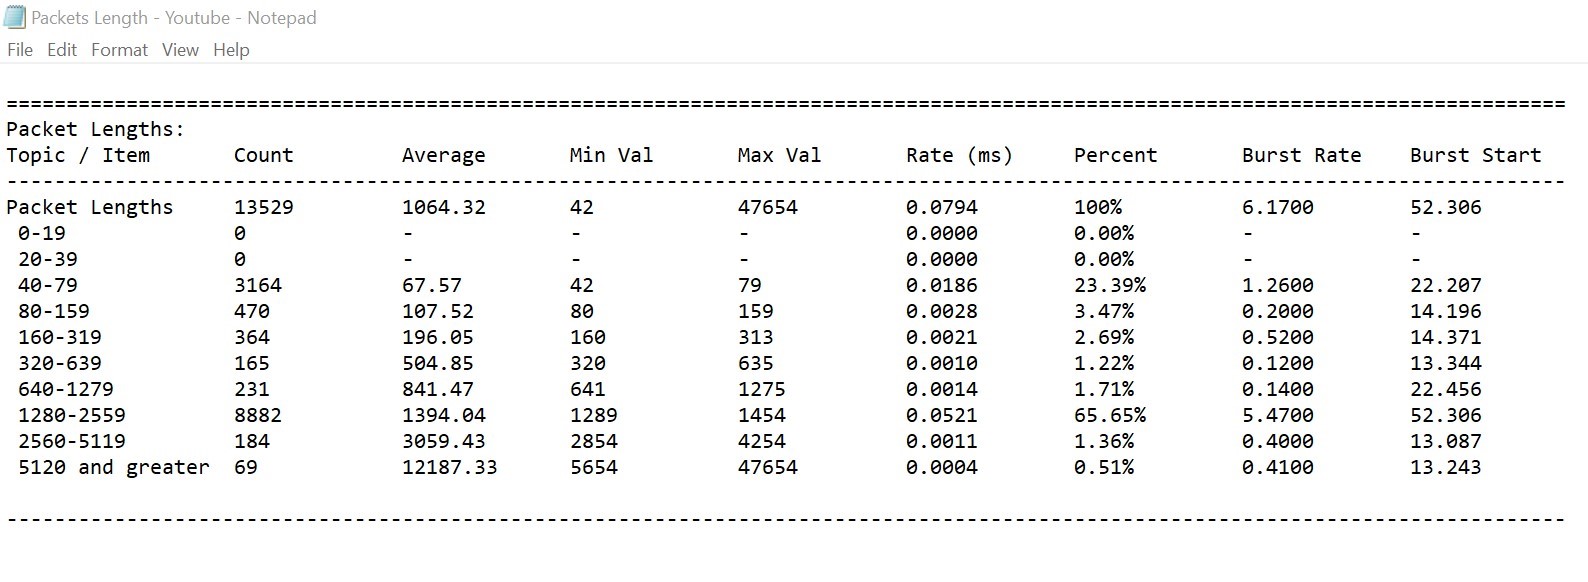 Packets Length - Youtube - Notepad
File Edit Format View Help
=================================================================================================================================
Packet Lengths:
Topic / Item       Count         Average       Min Val       Max Val       Rate (ms)     Percent       Burst Rate    Burst Start
---------------------------------------------------------------------------------------------------------------------------------
Packet Lengths     13529         1064.32       42            47654         0.0794        100%          6.1700        52.306
 0-19              0             -             -             -             0.0000        0.00%         -             -
 20-39             0             -             -             -             0.0000        0.00%         -             -
 40-79             3164          67.57         42            79            0.0186        23.39%        1.2600        22.207
 80-159            470           107.52        80            159           0.0028        3.47%         0.2000        14.196
 160-319           364           196.05        160           313           0.0021        2.69%         0.5200        14.371
 320-639           165           504.85        320           635           0.0010        1.22%         0.1200        13.344
 640-1279          231           841.47        641           1275          0.0014        1.71%         0.1400        22.456
 1280-2559         8882          1394.04       1289          1454          0.0521        65.65%        5.4700        52.306
 2560-5119         184           3059.43       2854          4254          0.0011        1.36%         0.4000        13.087
 5120 and greater  69            12187.33      5654          47654         0.0004        0.51%         0.4100        13.243
---------------------------------------------------------------------------------------------------------------------------------